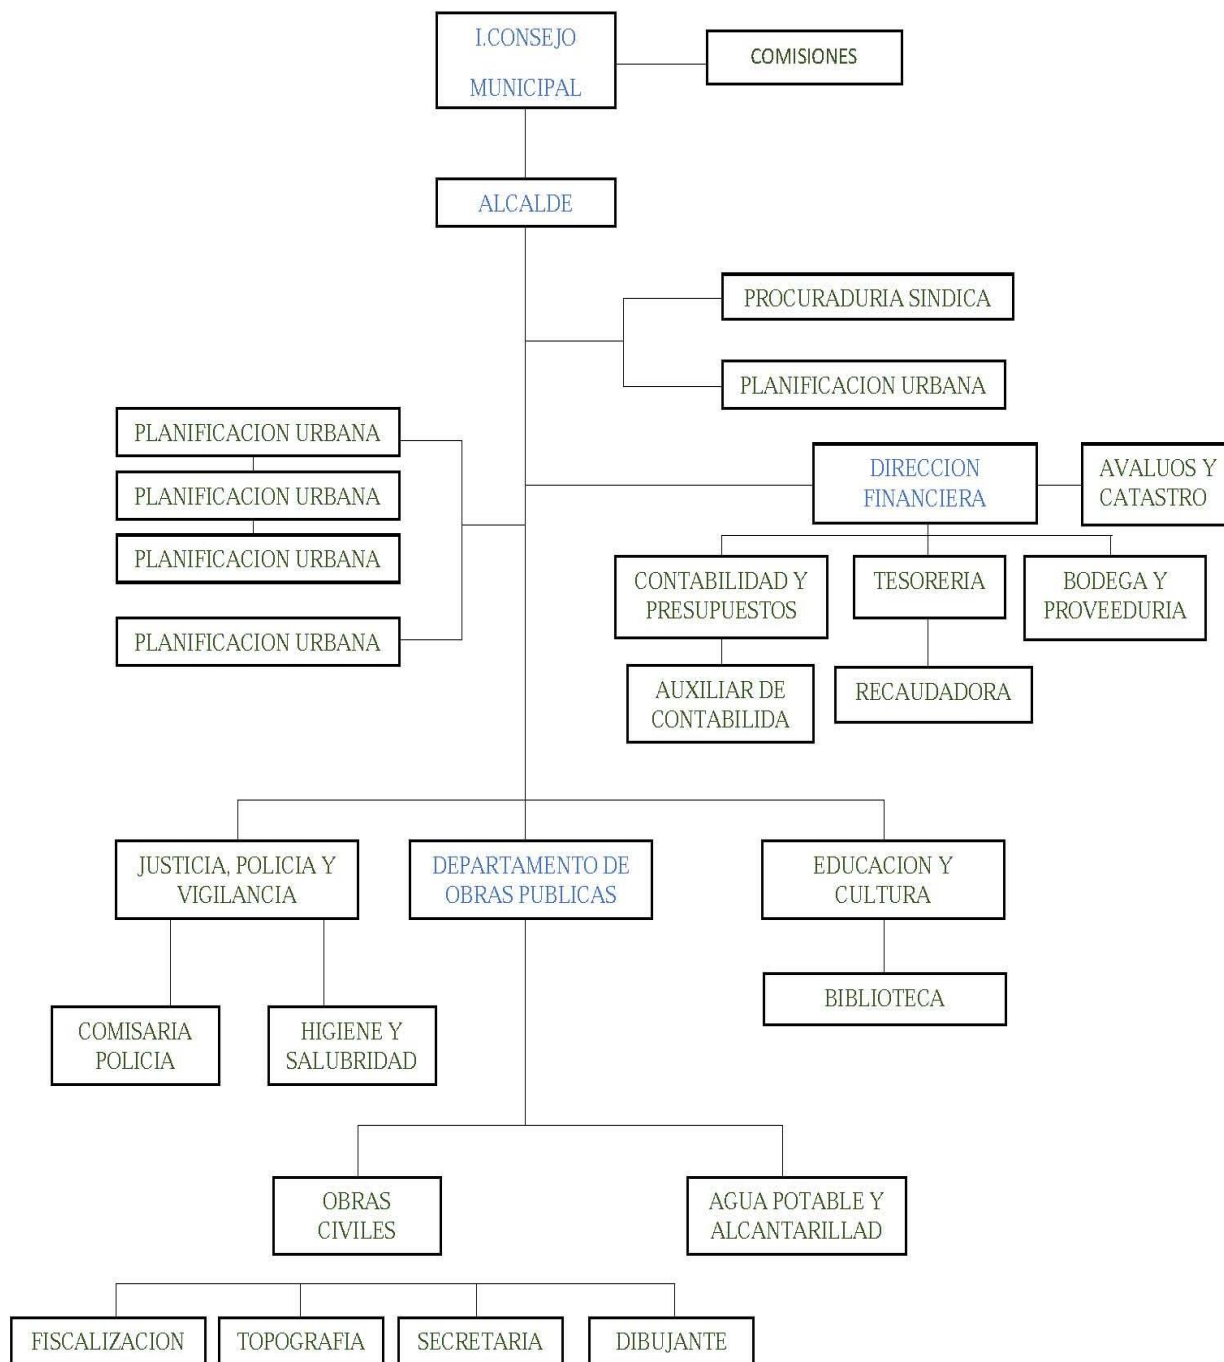 I.CONSEJO
MUNICIPAL
COMISIONES
ALCALDE
PROCURADURIA SINDICA
PLANIFICACION URBANA
PLANIFICACION URBANA
PLANIFICACION URBANA
PLANIFICACION URBANA
PLANIFICACION URBANA
DIRECCION
FINANCIERA
AVALUOS Y
CATASTRO
CONTABILIDAD Y
PRESUPUESTOS
TESORERIA
BODEGA Y
PROVEEDURIA
AUXILIAR DE
CONTABILIDA
RECAUDADORA
JUSTICIA, POLICIA Y
VIGILANCIA
DEPARTAMENTO DE
OBRAS PUBLICAS
EDUCACION Y
CULTURA
COMISARIA
POLICIA
HIGIENE Y
SALUBRIDAD
BIBLIOTECA
OBRAS
CIVILES
AGUA POTABLE Y
ALCANTARILLAD
FISCALIZACION
TOPOGRAFIA
SECRETARIA
DIBUJANTE